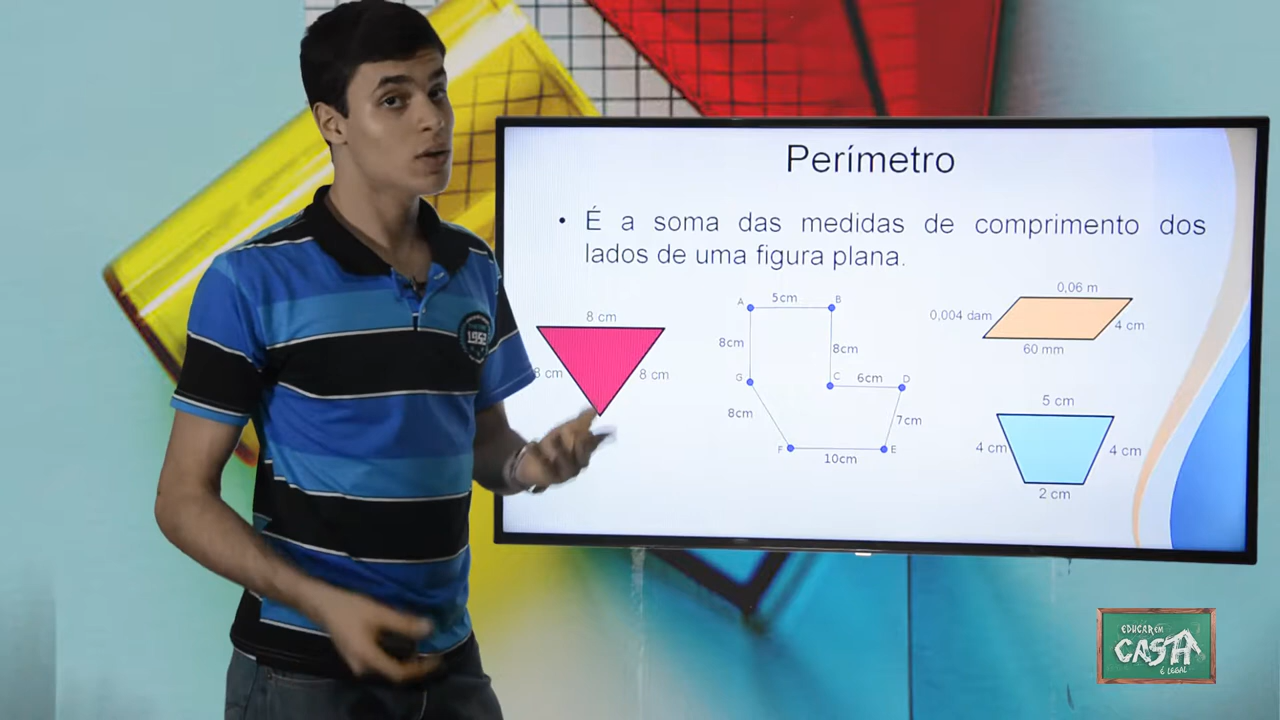 Perímetro
• É a soma das medidas de comprimento dos
lados de uma figura plana.
8 cm
8 cm
8 cm
A
5cm
B
8cm
8cm
G
C
6cm
D
8cm
7cm
F
E
10cm
0,06 m
0,004 dam
4 cm
60 mm
5 cm
4 cm
4 cm
2 cm
1952
EDUCAR EM
CASA
É LEGAL